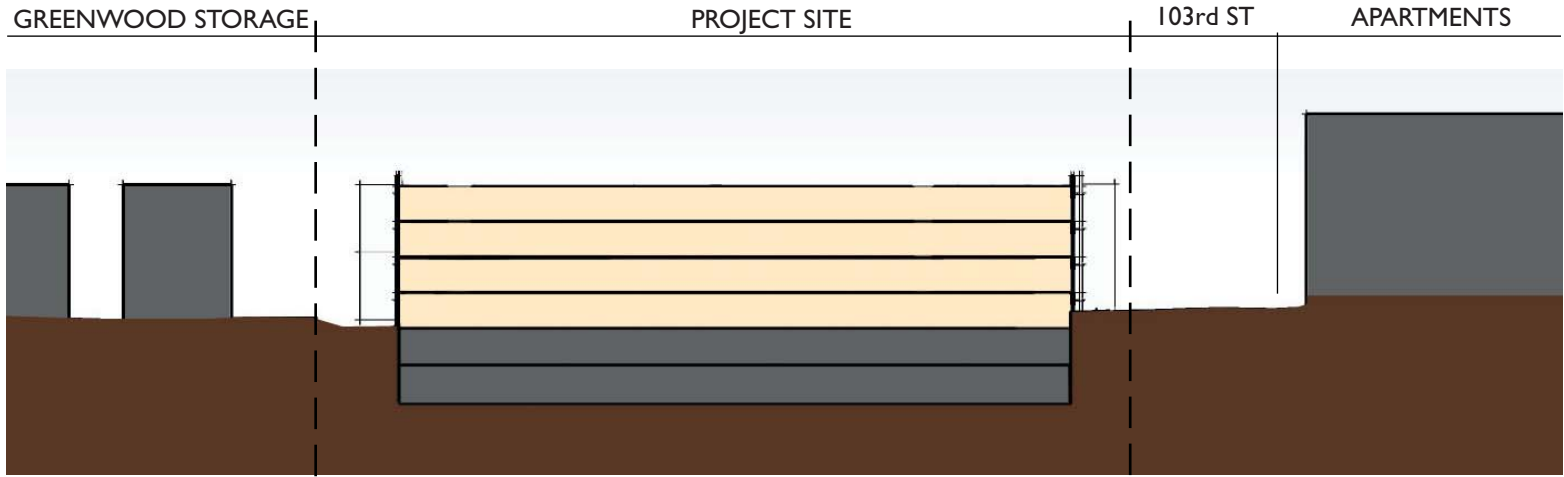 GREENWOOD STORAGE
PROJECT SITE
103rd ST
APARTMENTS